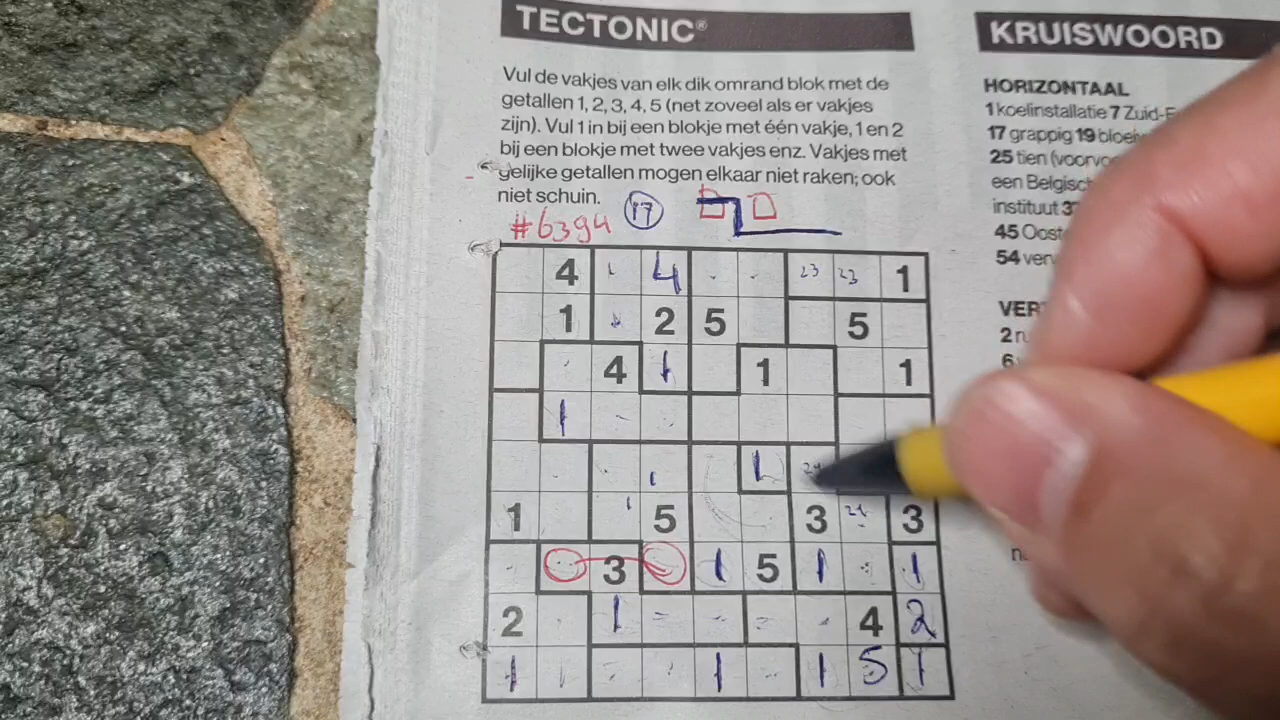 TECTONIC®
Vul de vakjes van elk dik omrand blok met de
getallen 1, 2, 3, 4, 5 (net zoveel als er vakjes
zijn). Vul 1 in bij een blokje met één vakje, 1 en 2
bij een blokje met twee vakjes enz. Vakjes met
gelijke getallen mogen elkaar niet raken; ook
niet schuin.
17
#6394
4 4 23 23 1
1 2 5 5
4 1 1 1
1
1 24
1 5 3 3
3 1 5 1 1
2 1 4 2
1 1 1 5 1
KRUISWOORD
HORIZONTAAL
1 koelinstallatie 7
17 grappig 19
25 tien
een
instituut
45
54
2
6